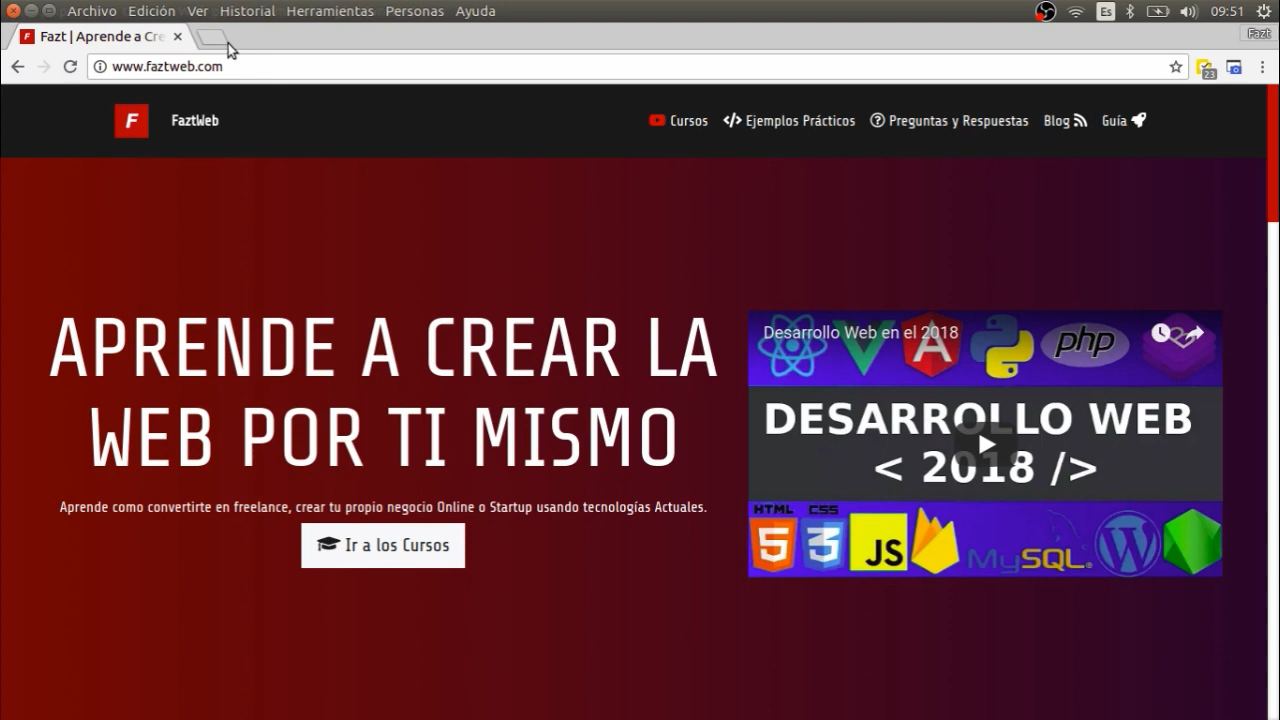 Archivo Edición Ver Historial Herramientas Personas Ayuda
Es 09:51
Fazt | Aprende a Cre
Fazt
www.faztweb.com
23
F FaztWeb
Cursos Ejemplos Prácticos Preguntas y Respuestas Blog Guía
APRENDE A CREAR LA
WEB POR TI MISMO
Aprende como convertirte en freelance, crear tu propio negocio Online o Startup usando tecnologías Actuales.
Ir a los Cursos
Desarrollo Web en el 2018
php
DESARROLLO WEB
< 2018 />
HTML CSS
5 3 JS MySQL